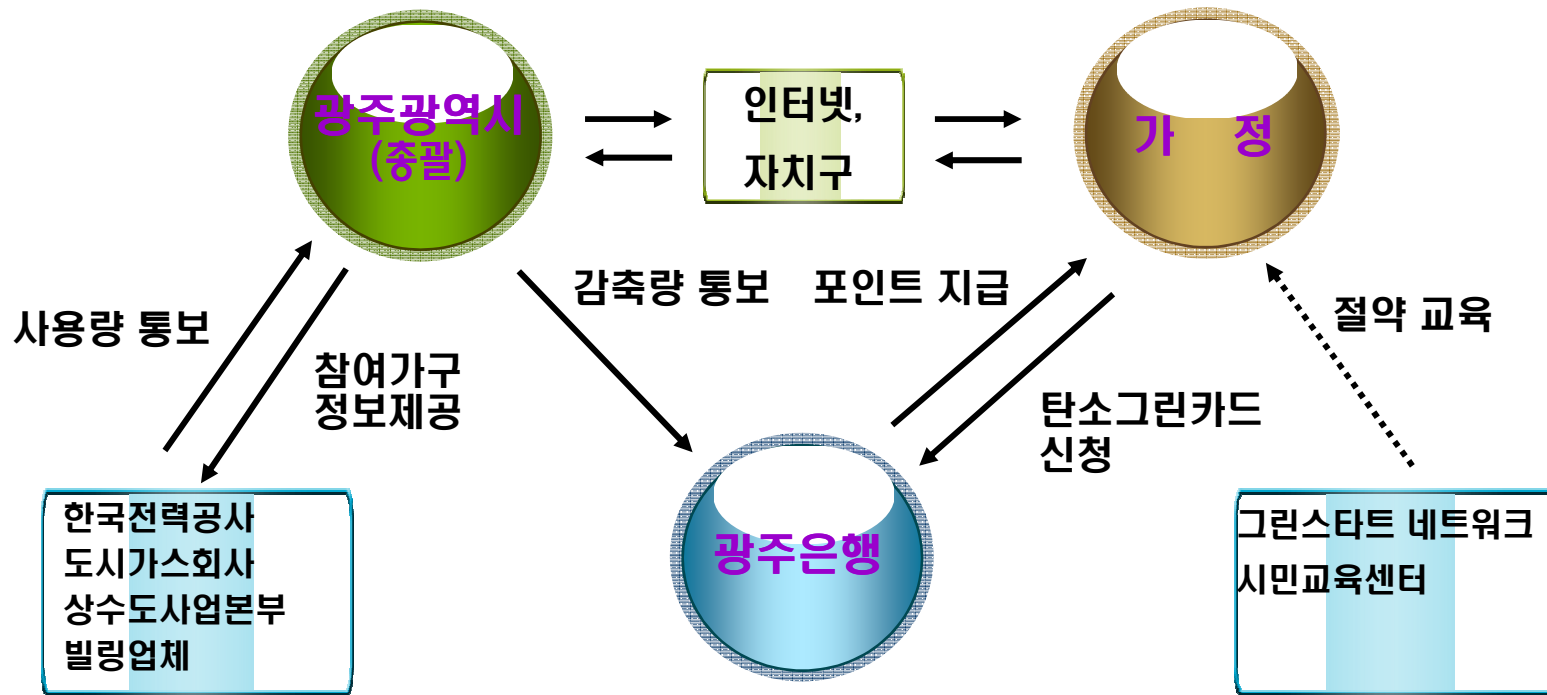 광주광역시
(총괄)
인터넷,
자치구
가 정
사용량 통보
참여가구
정보제공
감축량 통보
포인트 지급
탄소그린카드
신청
절약 교육
한국전력공사
도시가스회사
상수도사업본부
빌링업체
광주은행
그린스타트 네트워크
시민교육센터